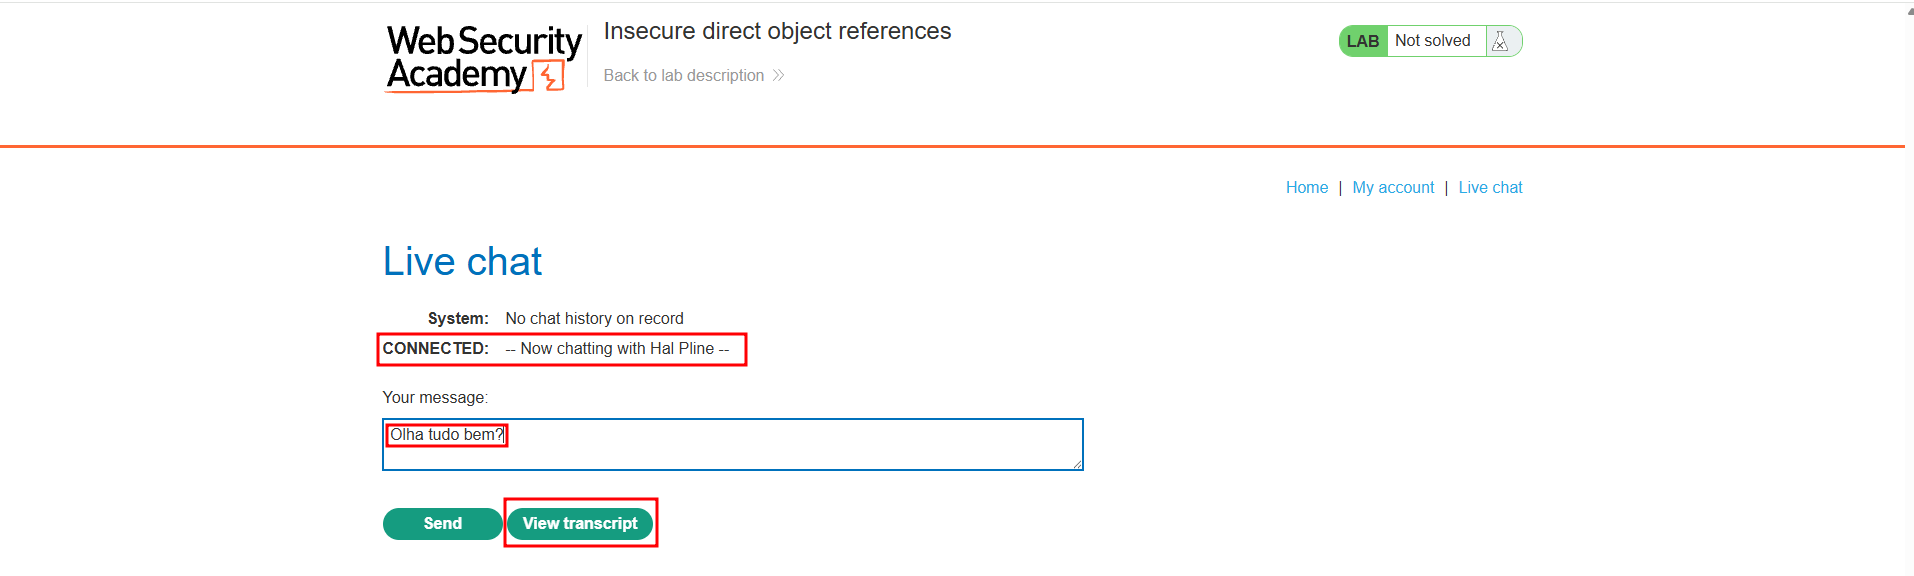 Web Security
Academy
Insecure direct object references
Back to lab description
LAB Not solved
Home | My account | Live chat
Live chat
System: No chat history on record
CONNECTED: -- Now chatting with Hal Pline --
Your message:
Olha tudo bem?
Send View transcript